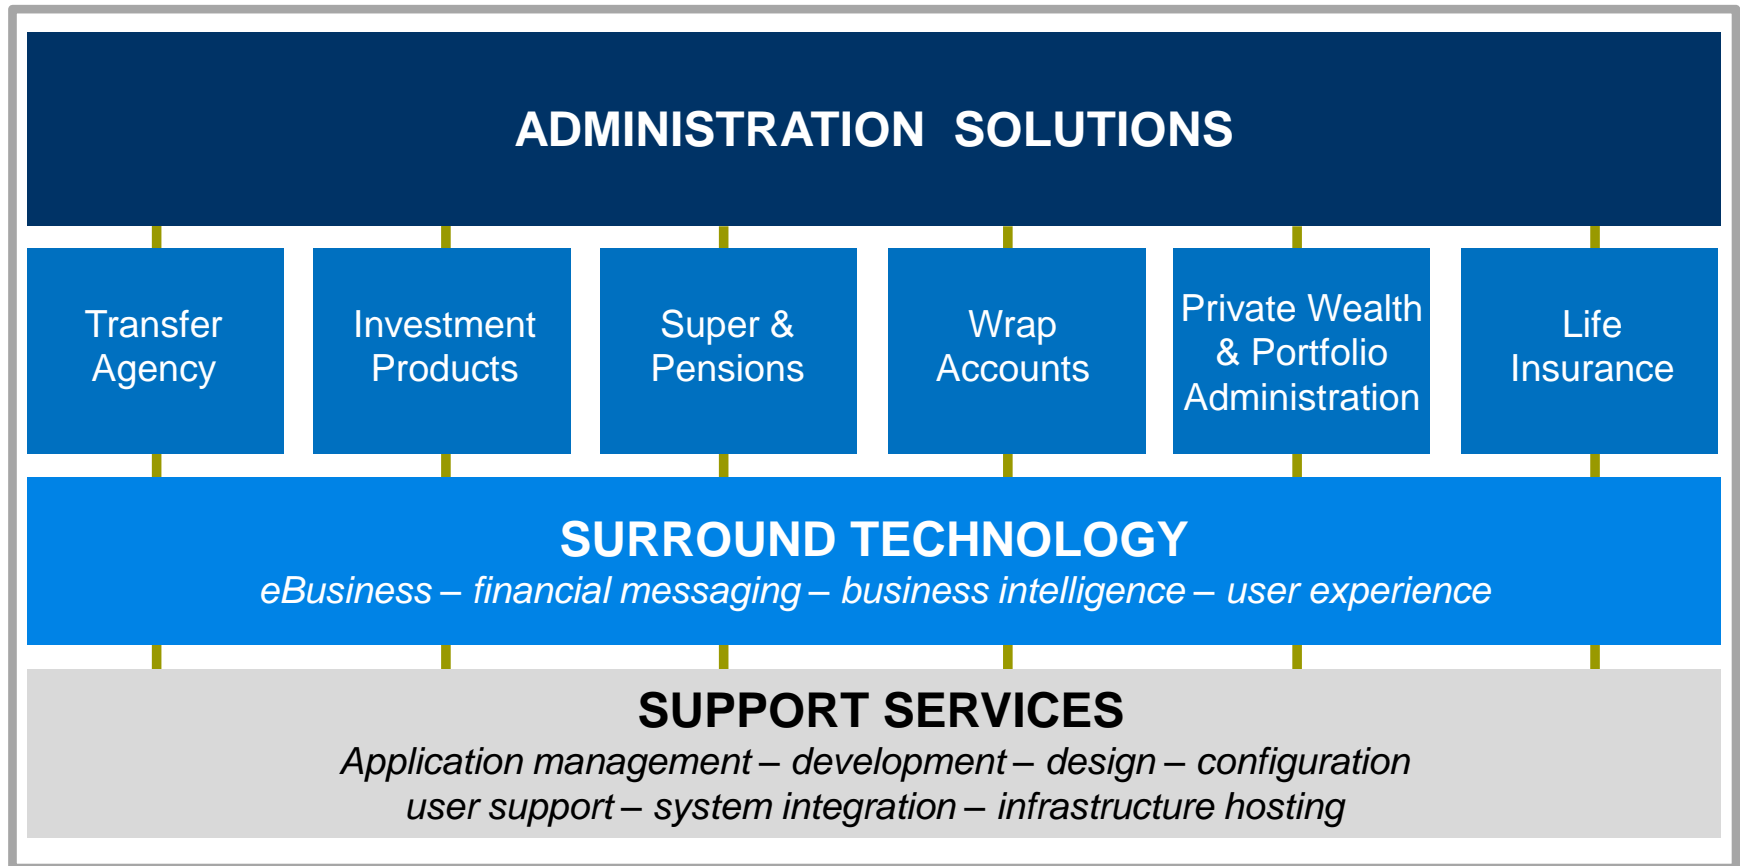 ADMINISTRATION SOLUTIONS
Transfer
Agency
Investment
Products
Super &
Pensions
Wrap
Accounts
Private Wealth
& Portfolio
Administration
Life
Insurance
SURROUND TECHNOLOGY
eBusiness – financial messaging – business intelligence – user experience
SUPPORT SERVICES
Application management – development – design – configuration
user support – system integration – infrastructure hosting